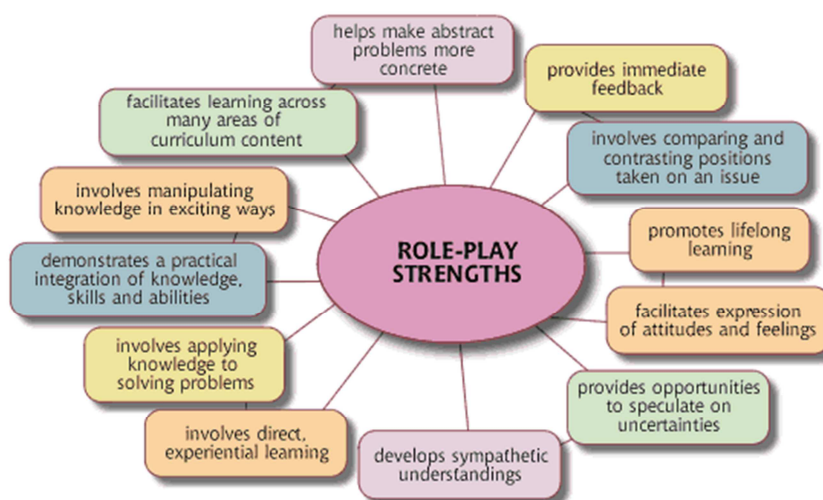 helps make abstract
problems more
concrete
provides immediate
feedback
facilitates learning across
many areas of
curriculum content
involves comparing and
contrasting positions
taken on an issue
involves manipulating
knowledge in exciting ways
ROLE-PLAY
STRENGTHS
promotes lifelong
learning
demonstrates a practical
integration of knowledge,
skills and abilities
facilitates expression
of attitudes and feelings
involves applying
knowledge to
solving problems
provides opportunities
to speculate on
uncertainties
involves direct,
experiential learning
develops sympathetic
understandings